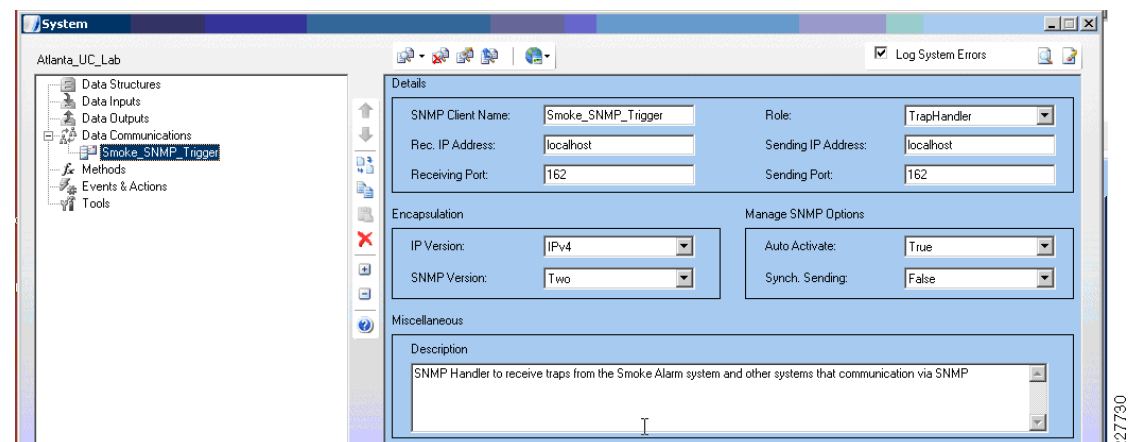 System
Atlanta_UC_Lab
Log System Errors
Data Structures
Data Inputs
Data Outputs
Data Communications
Smoke_SNMP_Trigger
Methods
Events & Actions
Tools
Details
SNMP Client Name: Smoke_SNMP_Trigger Role: TrapHandler
Rec. IP Address: localhost Sending IP Address: localhost
Receiving Port: 162 Sending Port: 162
Encapsulation Manage SNMP Options
IP Version: IPv4 Auto Activate: True
SNMP Version: Two Synch. Sending: False
Miscellaneous
Description
SNMP Handler to receive traps from the Smoke Alarm system and other systems that communication via SNMP